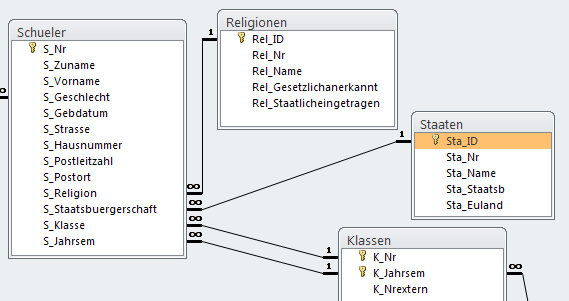 Schueler
S_Nr
S_Zuname
S_Vorname
S_Geschlecht
S_Gebdatum
S_Strasse
S_Hausnummer
S_Postleitzahl
S_Postort
S_Religion
S_Staatsbuergerschaft
S_Klasse
S_Jahrsem
∞
∞
∞
∞
∞
1
Religionen
Rel_ID
Rel_Nr
Rel_Name
Rel_Gesetzlichanerkannt
Rel_Staatlicheingetragen
1
Staaten
Sta_ID
Sta_Nr
Sta_Name
Sta_Staatsb
Sta_Euland
1
1
Klassen
K_Nr
K_Jahrsem
K_Nrextern
∞